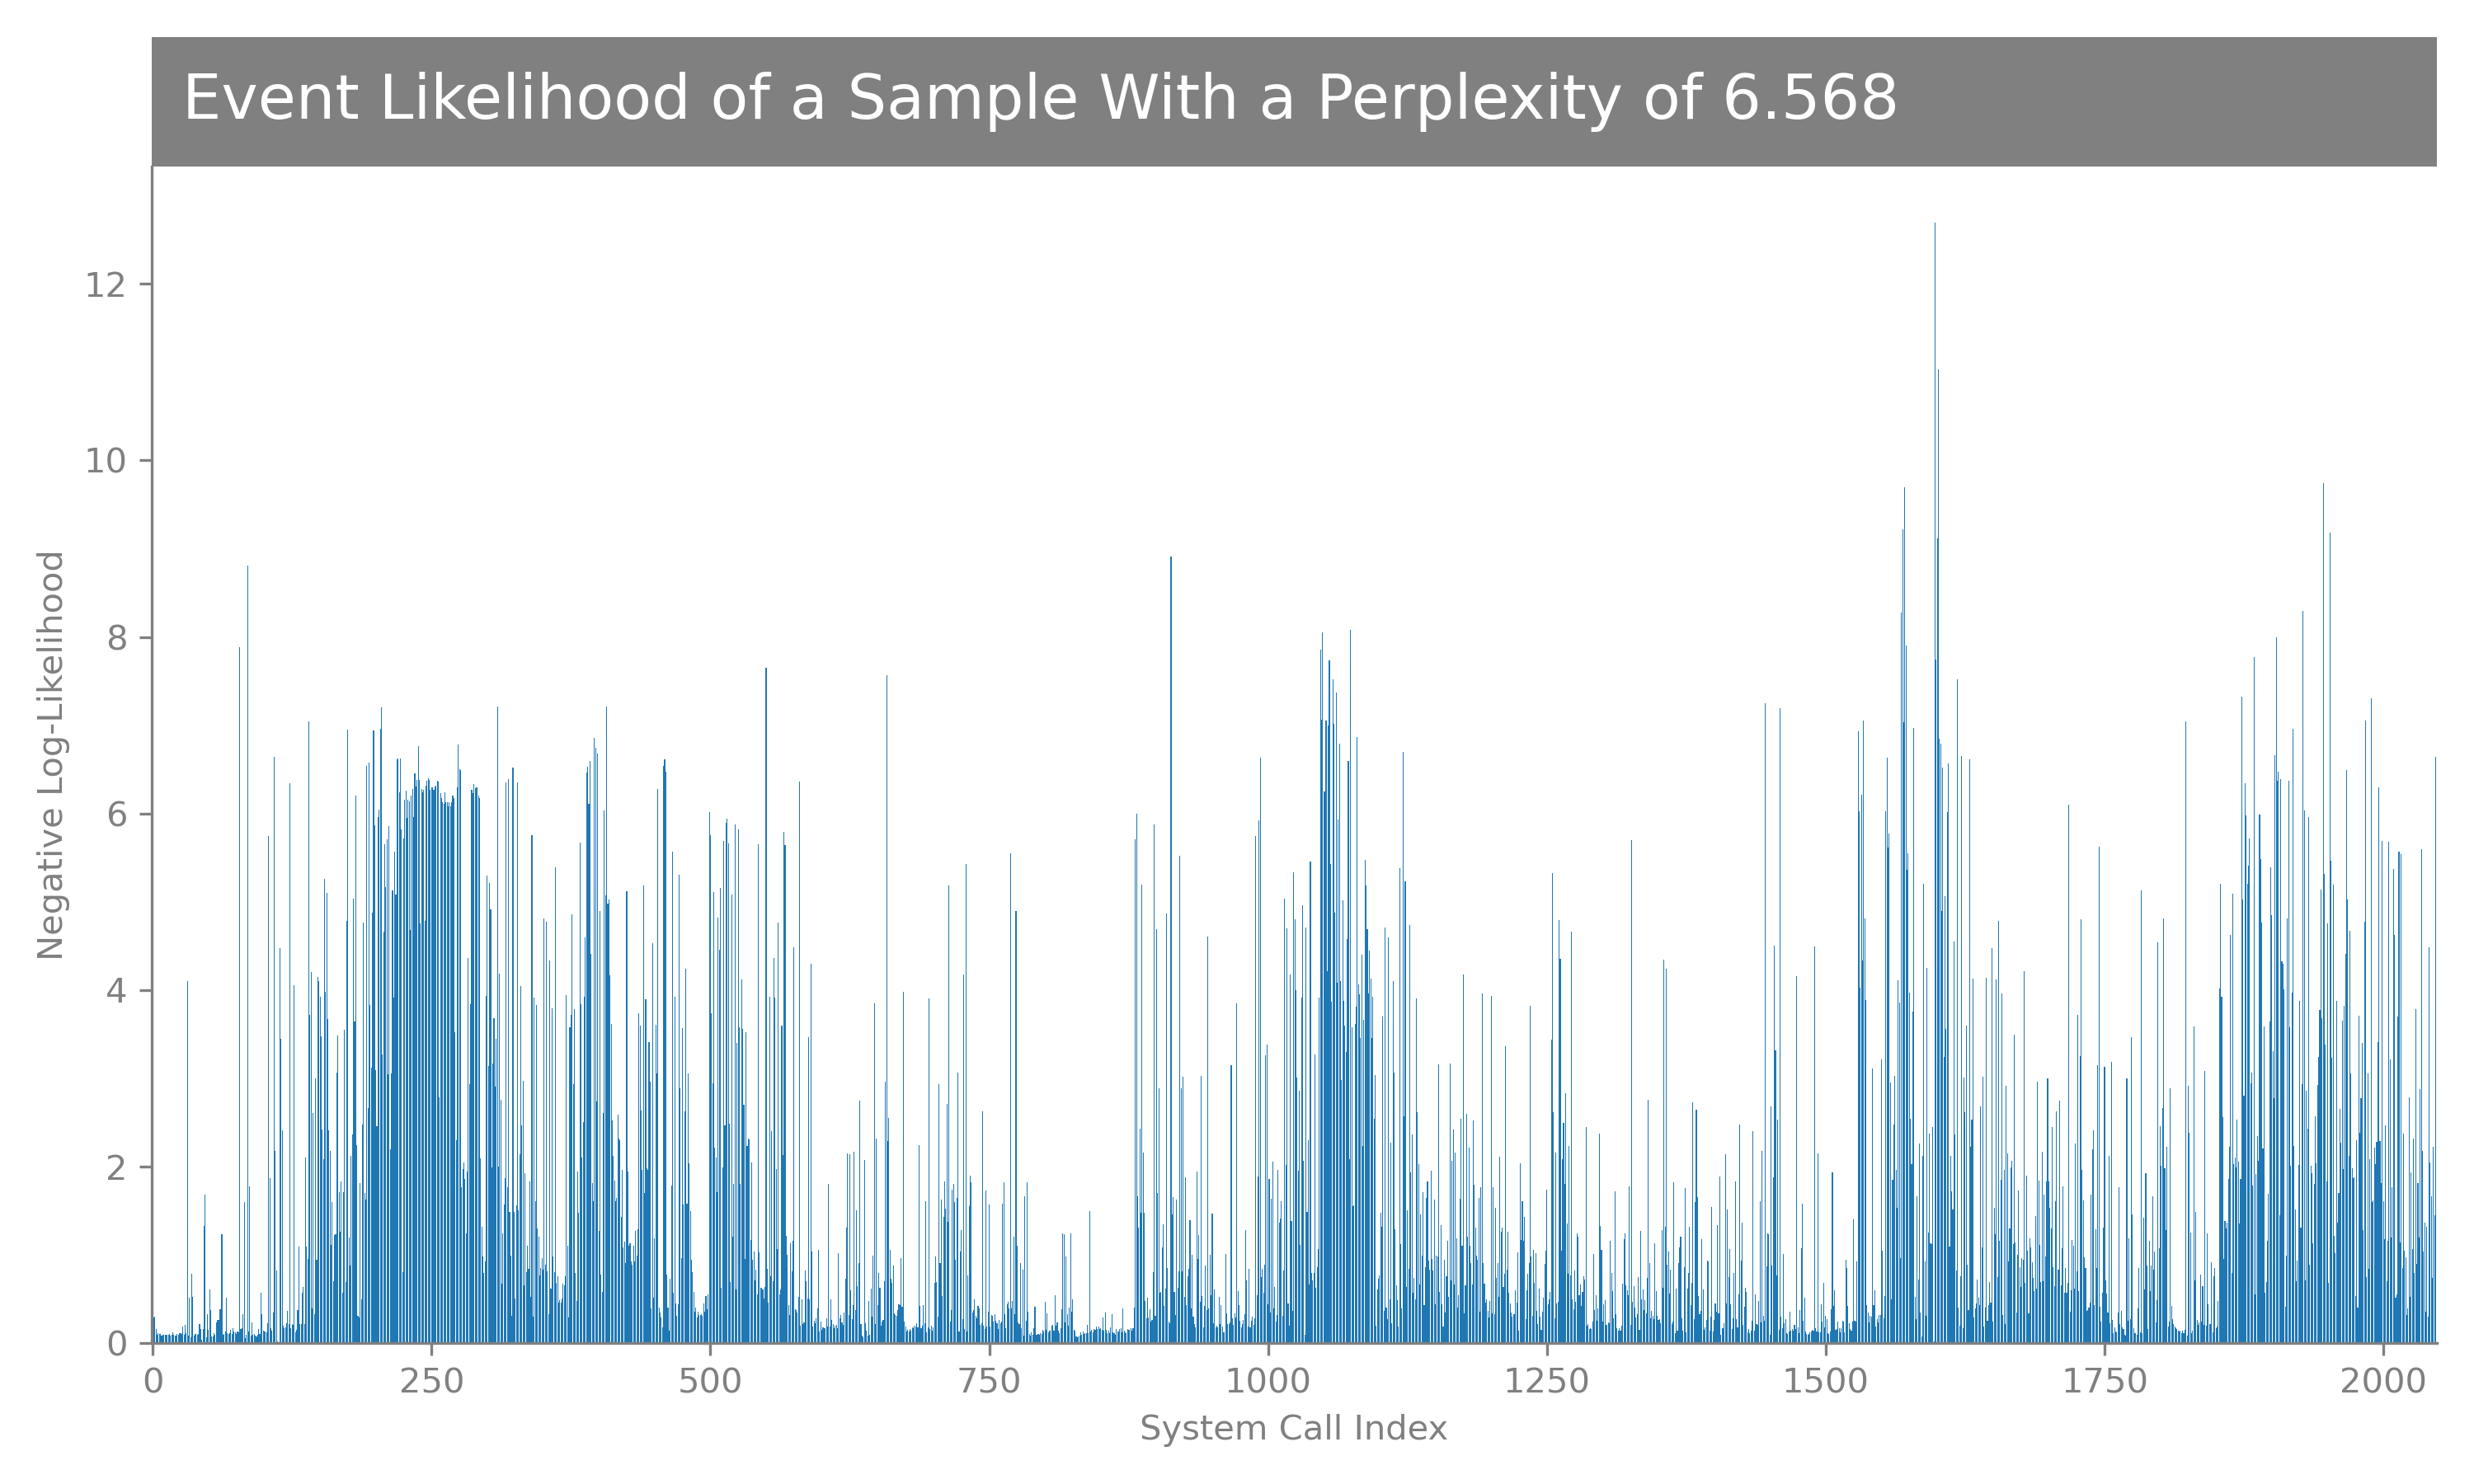 Event Likelihood of a Sample With a Perplexity of 6.568
Negative Log-Likelihood
12
10
8
6
4
2
0
0 250 500 750 1000 1250 1500 1750 2000
System Call Index